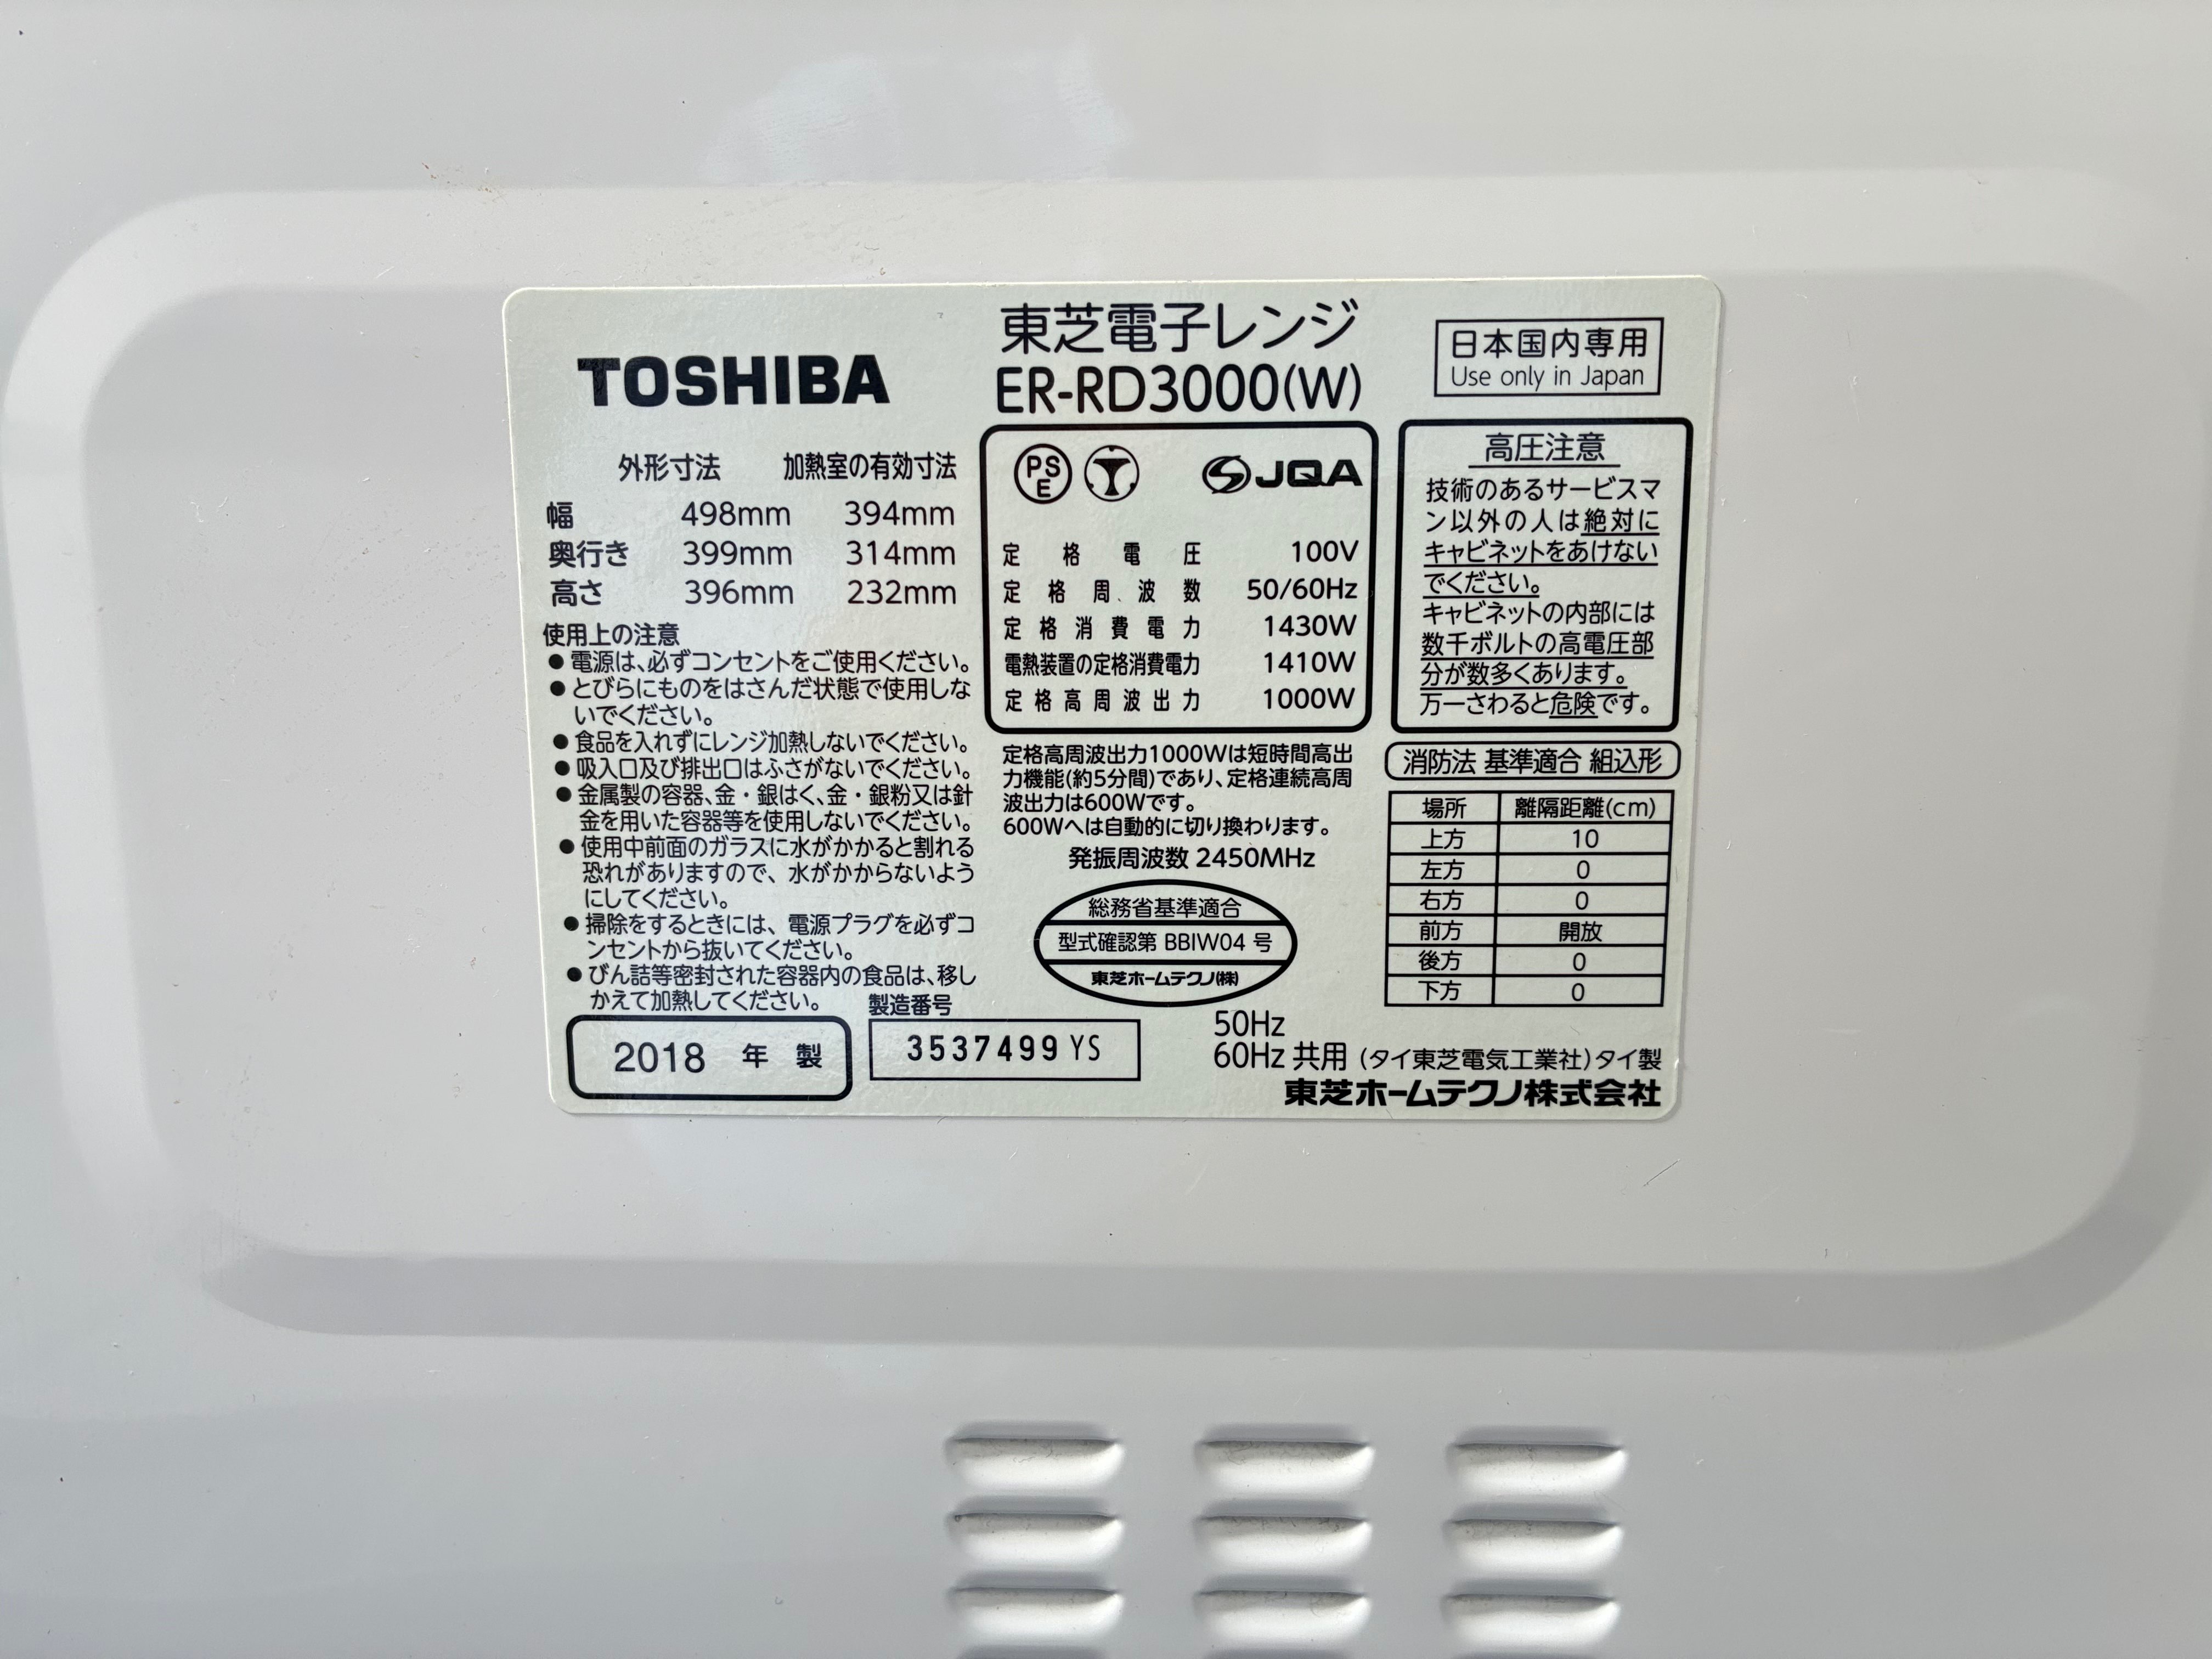 TOSHIBA
東芝電子レンジ
ER-RD3000(W)
日本国内専用
Use only in Japan
外形寸法 加熱室の有効寸法
幅 498mm 394mm
奥行き 399mm 314mm
高さ 396mm 232mm
使用上の注意
●電源は、必ずコンセントをご使用ください。
●とびらにものをはさんだ状態で使用しな
いでください。
●食品を入れずにレンジ加熱しないでください。
●吸入口及び排出口はふさがないでください。
●金属製の容器、金・銀はく、金・銀粉又は針
金を用いた容器等を使用しないでください。
●使用中前面のガラスに水がかかると割れる
恐れがありますので、水がかからないよう
にしてください。
●掃除をするときには、電源プラグを必ずコ
ンセントから抜いてください。
●びん詰等密封された容器内の食品は、移し
かえて加熱してください。
2018 年 製
製造番号
3537499 YS
PS
E
JQA
定格電圧 100V
定格周波数 50/60Hz
定格消費電力 1430W
電熱装置の定格消費電力 1410W
定格高周波出力 1000W
定格高周波出力1000Wは短時間高出
力機能(約5分間)であり、定格連続高周
波出力は600Wです。
600Wへは自動的に切り換わります。
発振周波数 2450MHz
総務省基準適合
型式確認第 BBIW04 号
東芝ホームテクノ(株)
高圧注意
技術のあるサービスマ
ン以外の人は絶対に
キャビネットをあけない
でください。
キャビネットの内部には
数千ボルトの高電圧部
分が数多くあります。
万一さわると危険です。
消防法 基準適合 組込形
場所 離隔距離(cm)
上方 10
左方 0
右方 0
前方 開放
後方 0
下方 0
50Hz
60Hz 共用 (タイ東芝電気工業社)タイ製
東芝ホームテクノ株式会社